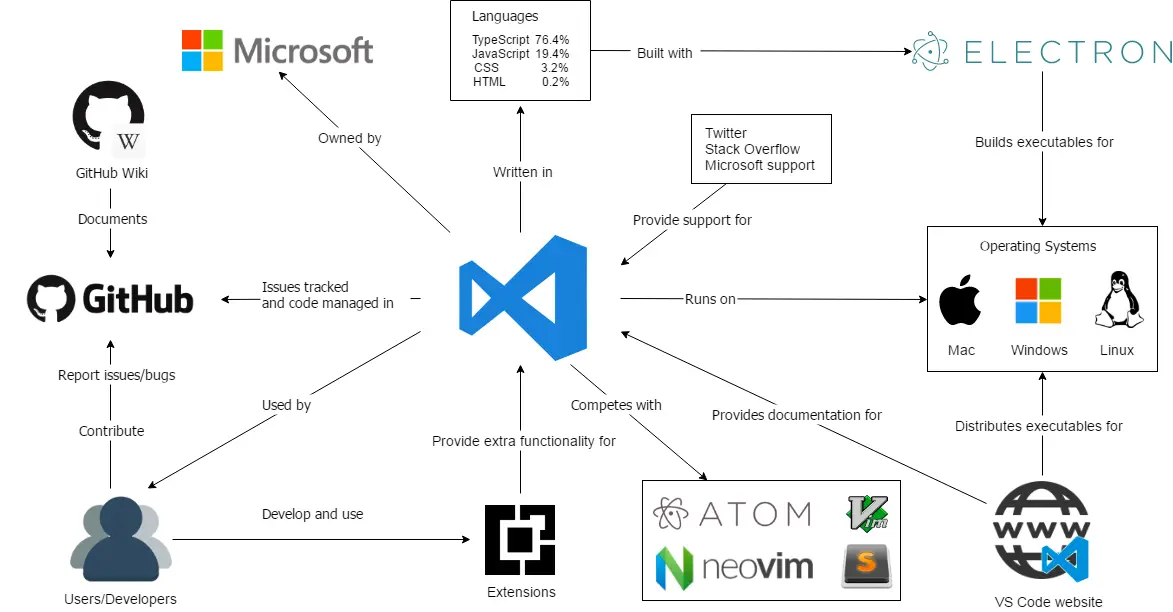 Languages
TypeScript 76.4%
JavaScript 19.4%
CSS 3.2%
HTML 0.2%
Microsoft
Built with
ELECTRON
W
GitHub Wiki
Owned by
Written in
Twitter
Stack Overflow
Microsoft support
Builds executables for
Documents
Provide support for
GitHub
Issues tracked
and code managed in
Runs on
Operating Systems
Mac
Windows
Linux
Report issues/bugs
Contribute
Used by
Competes with
Provide extra functionality for
Provides documentation for
Distributes executables for
Develop and use
ATOM
Vim
neovim
S
www
Users/Developers
Extensions
VS Code website